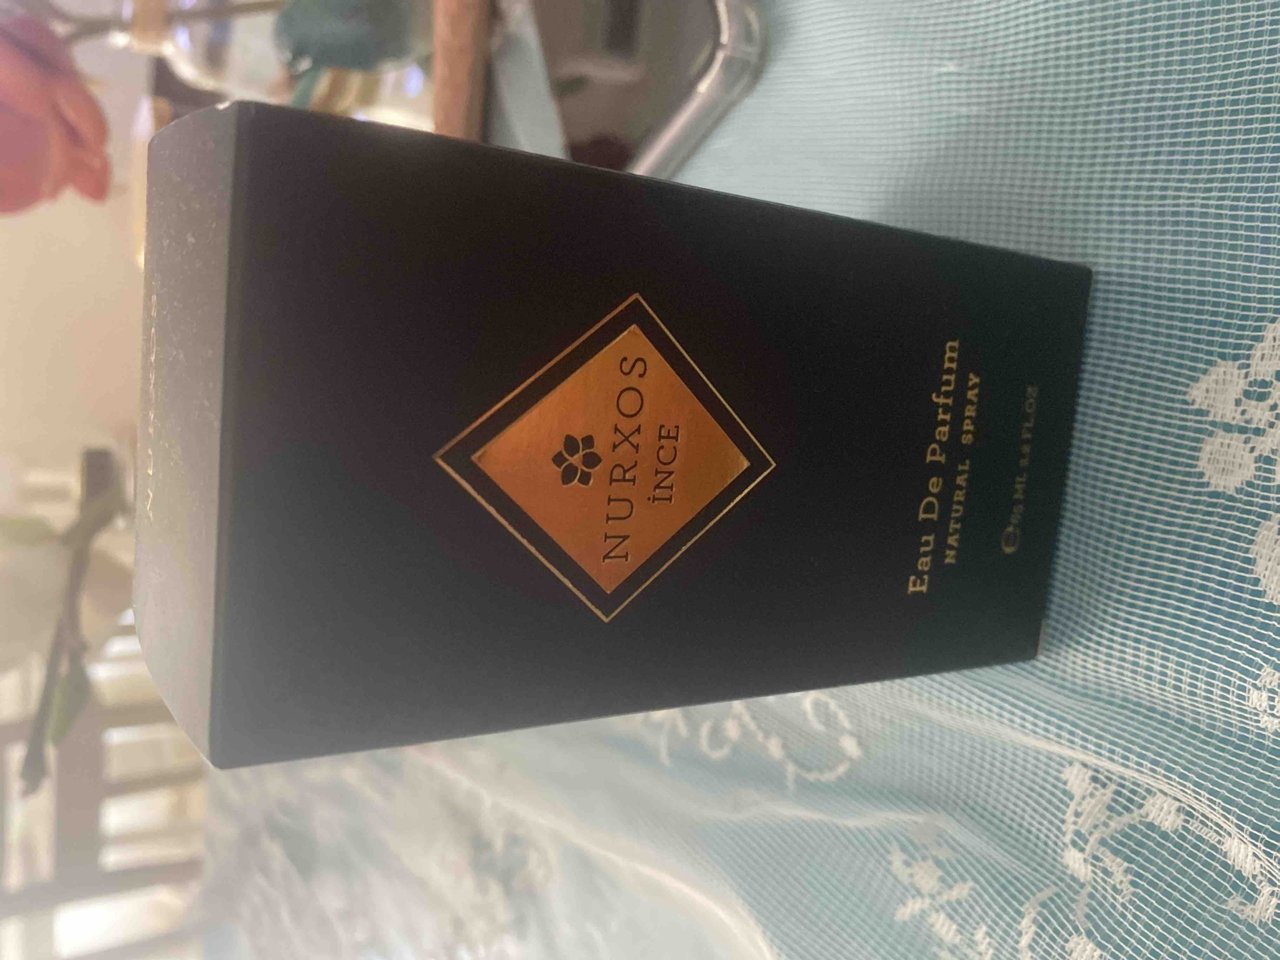 NURXOS
İNCE
Eau De Parfum
NATURAL SPRAY